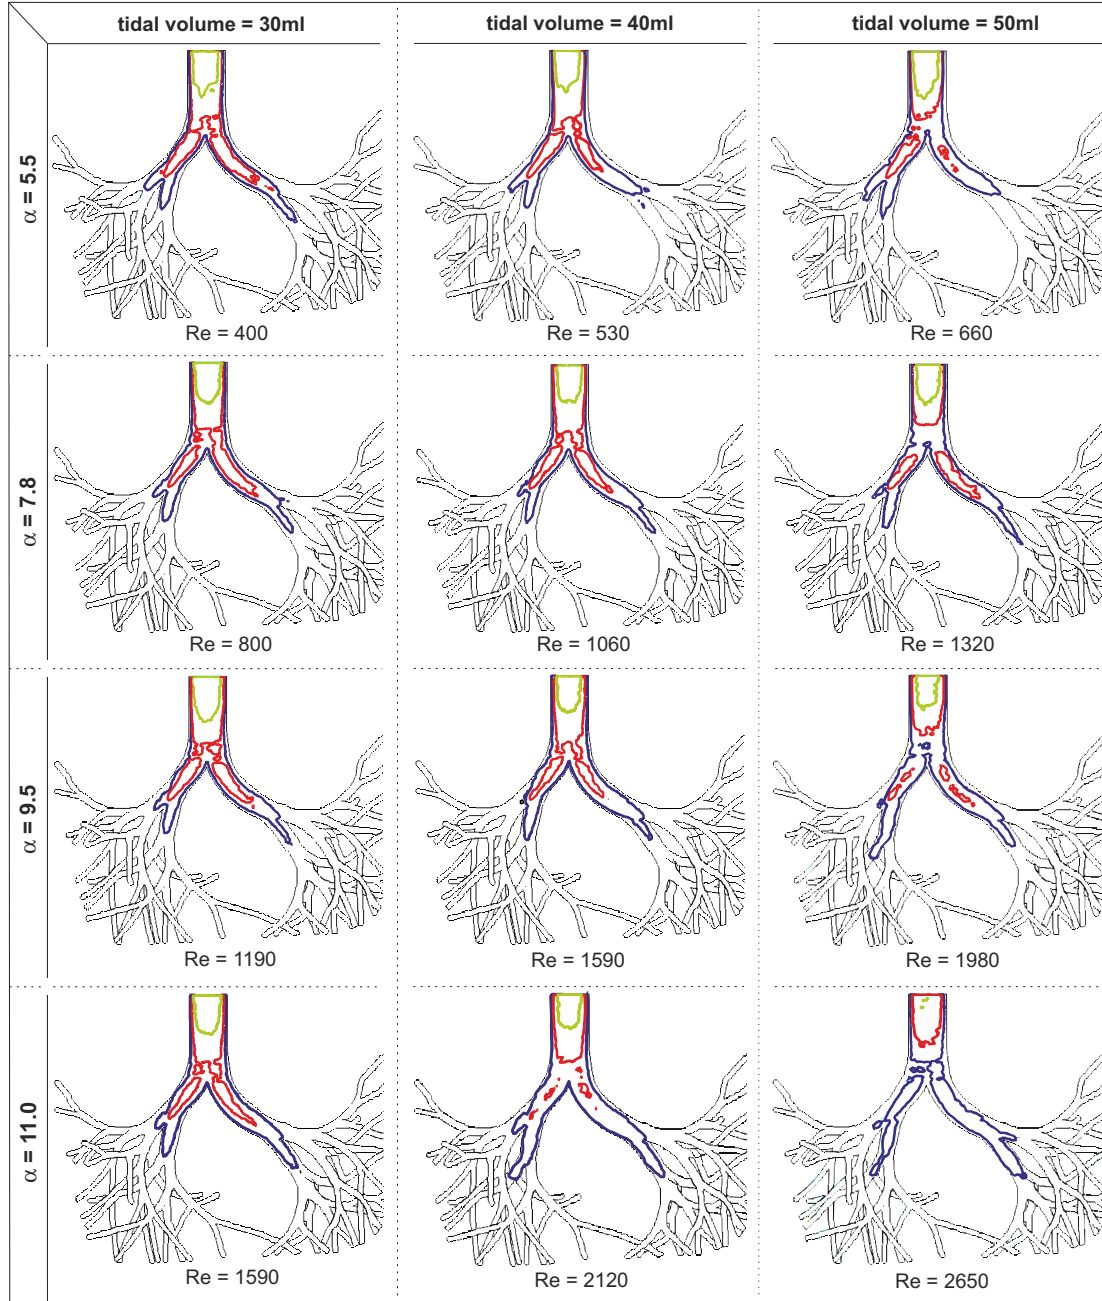 tidal volume = 30ml
tidal volume = 40ml
tidal volume = 50ml
α = 5.5
Re = 400
Re = 530
Re = 660
α = 7.8
Re = 800
Re = 1060
Re = 1320
α = 9.5
Re = 1190
Re = 1590
Re = 1980
α = 11.0
Re = 1590
Re = 2120
Re = 2650